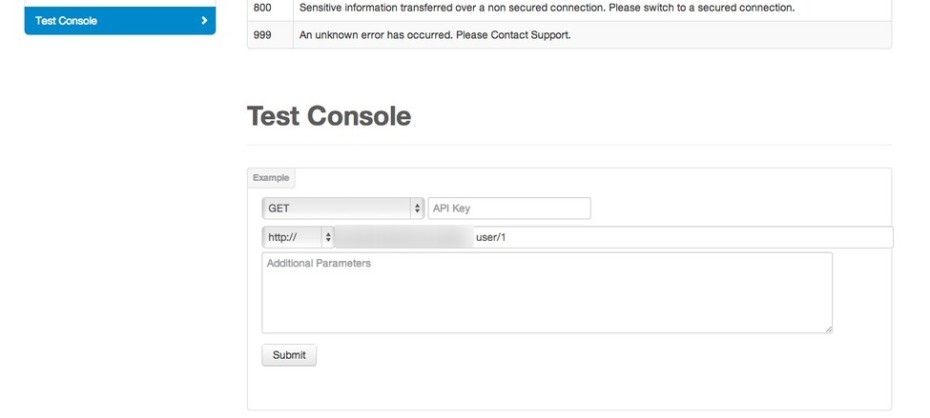 800 Sensitive information transferred over a non secured connection. Please switch to a secured connection.
Test Console
999 An unknown error has occurred. Please Contact Support.
Test Console
Example
GET API Key
http:// user/1
Additional Parameters
Submit